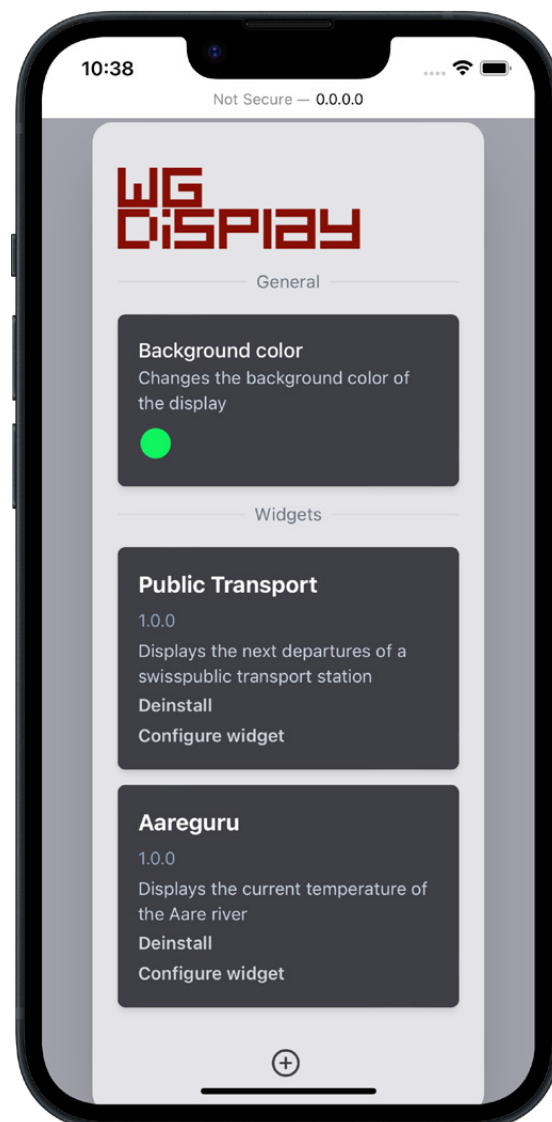 10:38
Not Secure — 0.0.0.0
WG
Display
General
Background color
Changes the background color of
the display
Widgets
Public Transport
1.0.0
Displays the next departures of a
swisspublic transport station
Deinstall
Configure widget
Aareguru
1.0.0
Displays the current temperature of
the Aare river
Deinstall
Configure widget